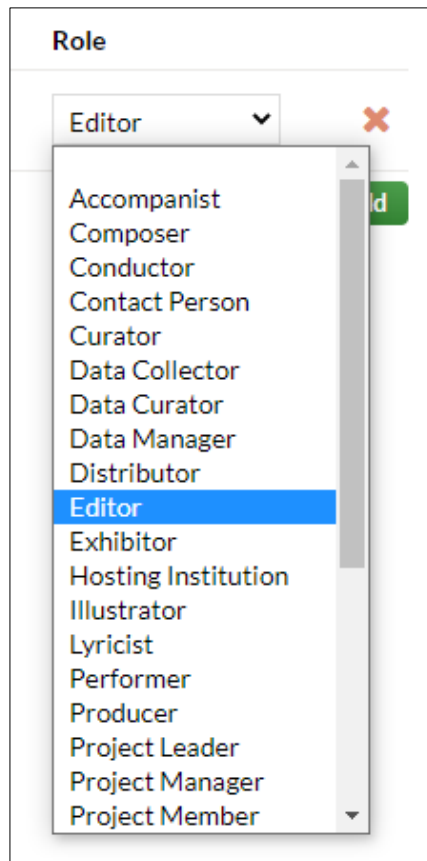 Role
Editor
Accompanist
Composer
Conductor
Contact Person
Curator
Data Collector
Data Curator
Data Manager
Distributor
Editor
Exhibitor
Hosting Institution
Illustrator
Lyricist
Performer
Producer
Project Leader
Project Manager
Project Member